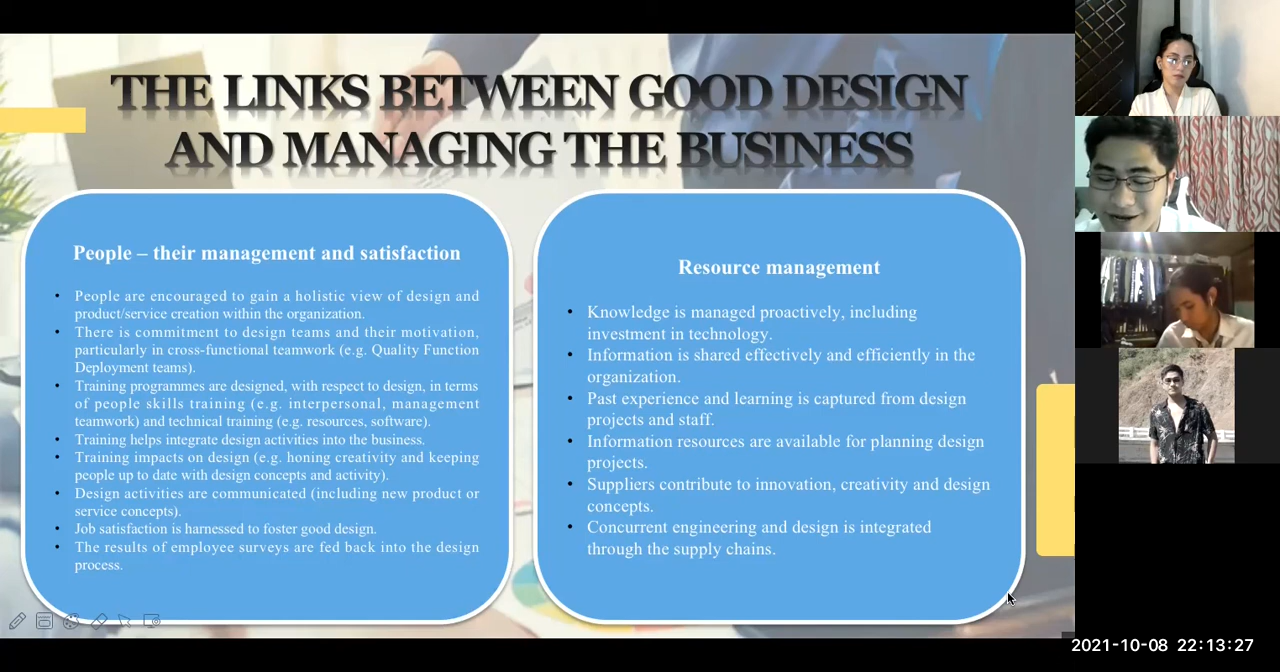 THE LINKS BETWEEN GOOD DESIGN
AND MANAGING THE BUSINESS
People – their management and satisfaction
• People are encouraged to gain a holistic view of design and
product/service creation within the organization.
• There is commitment to design teams and their motivation,
particularly in cross-functional teamwork (e.g. Quality Function
Deployment teams).
• Training programmes are designed, with respect to design, in terms
of people skills training (e.g. interpersonal, management
teamwork) and technical training (e.g. resources, software).
• Training helps integrate design activities into the business.
• Training impacts on design (e.g. honing creativity and keeping
people up to date with design concepts and activity).
• Design activities are communicated (including new product or
service concepts).
• Job satisfaction is harnessed to foster good design.
• The results of employee surveys are fed back into the design
process.
Resource management
• Knowledge is managed proactively, including
investment in technology.
• Information is shared effectively and efficiently in the
organization.
• Past experience and learning is captured from design
projects and staff.
• Information resources are available for planning design
projects.
• Suppliers contribute to innovation, creativity and design
concepts.
• Concurrent engineering and design is integrated
through the supply chains.
2021-10-08 22:13:27